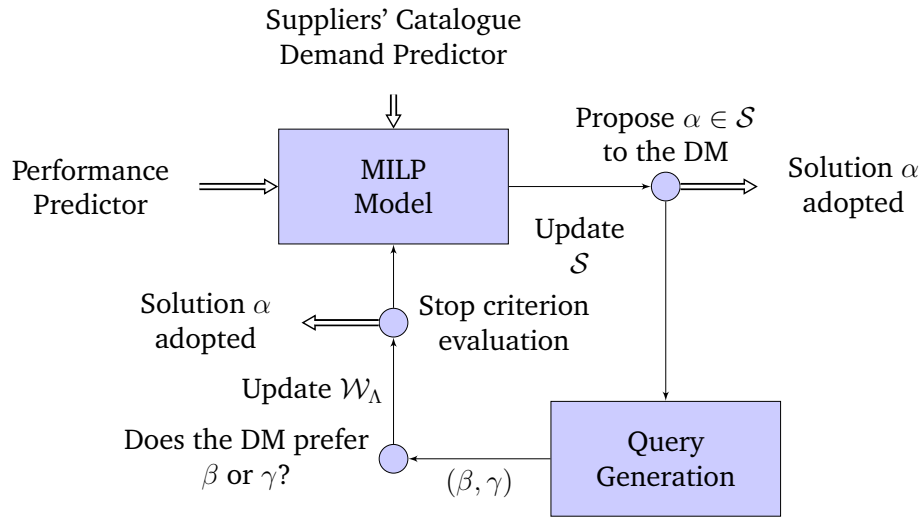 Suppliers’ Catalogue
Demand Predictor
Propose α ∈ 𝒮
to the DM
Performance
Predictor
MILP
Model
Solution α
adopted
Update
𝒮
Solution α
adopted
Stop criterion
evaluation
Update 𝒲_Λ
Does the DM prefer
β or γ?
(β, γ)
Query
Generation